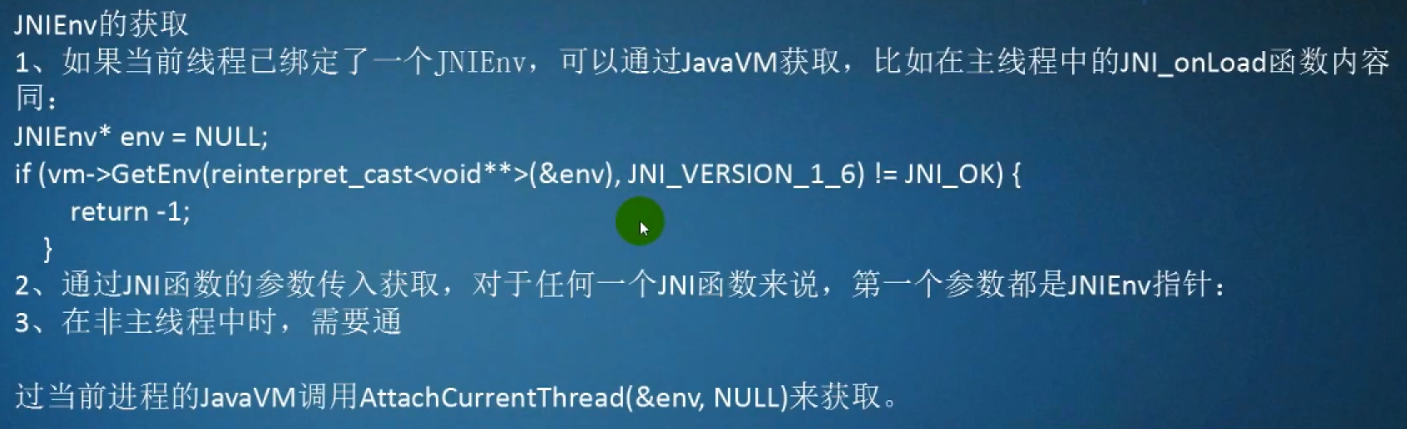 JNIEnv的获取
1、如果当前线程已绑定了一个JNIEnv，可以通过JavaVM获取，比如在主线程中的JNI_onLoad函数内容
同：
JNIEnv* env = NULL;
if (vm->GetEnv(reinterpret_cast<void**>(&env), JNI_VERSION_1_6) != JNI_OK) {
return -1;
}
2、通过JNI函数的参数传入获取，对于任何一个JNI函数来说，第一个参数都是JNIEnv指针：
3、在非主线程中时，需要通
过当前进程的JavaVM调用AttachCurrentThread(&env, NULL)来获取。